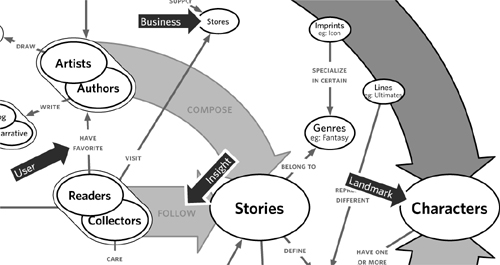 SUPPLY
Business
Stores
Imprints
eg: Icon
DRAW
Artists
Authors
SPECIALIZE
IN CERTAIN
Lines
eg: Ultimates
WRITE
COMPOSE
arrative
HAVE
FAVORITE
Genres
eg: Fantasy
User
VISIT
Insight
BELONG TO
Landmark
DIFFERENT
Readers
Collectors
FOLLOW
Stories
Characters
CARE
DEFINE
HAVE ONE
OR MORE